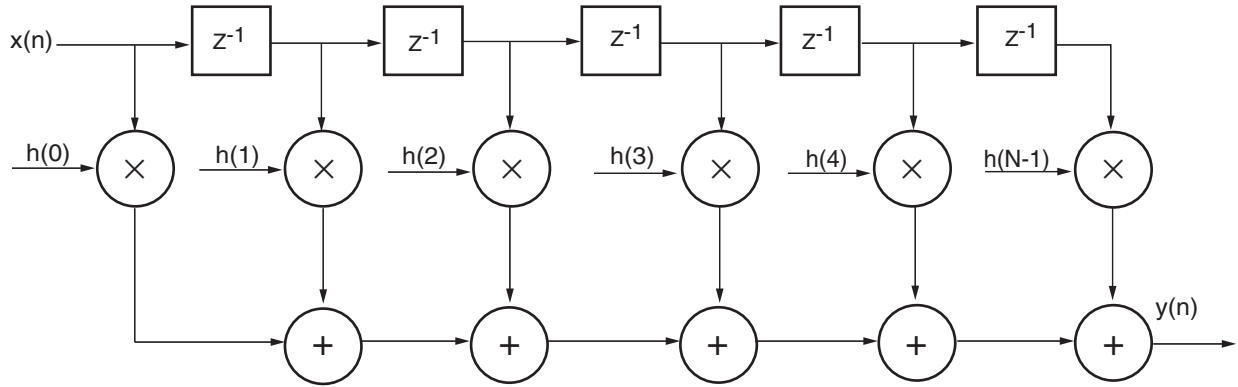 x(n) z⁻¹ z⁻¹ z⁻¹ z⁻¹ z⁻¹
h(0) × h(1) × h(2) × h(3) × h(4) × h(N-1) ×
+ + + + + y(n)